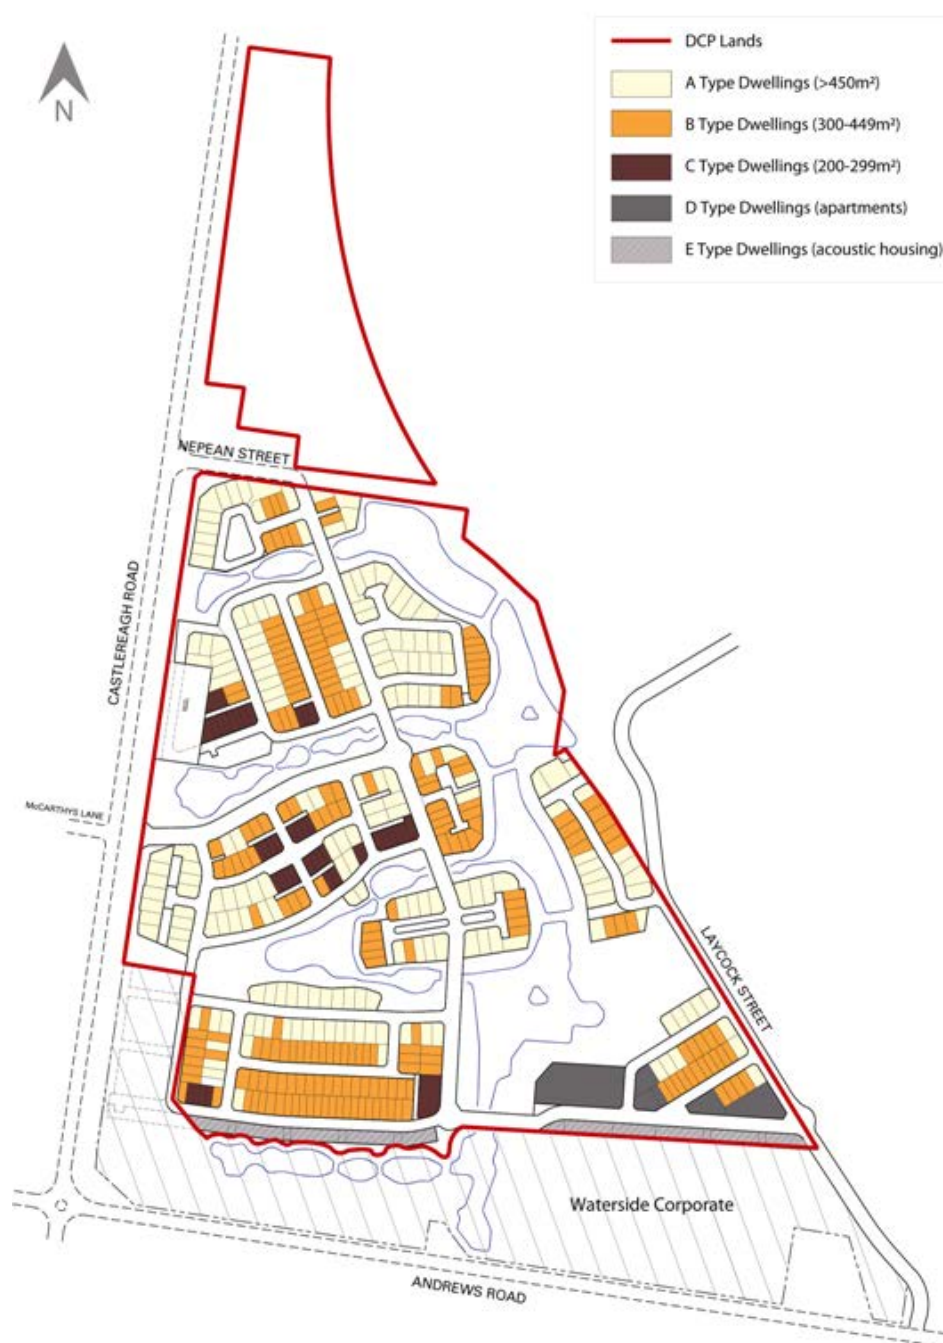 DCP Lands
A Type Dwellings (>450m²)
B Type Dwellings (300-449m²)
C Type Dwellings (200-299m²)
D Type Dwellings (apartments)
E Type Dwellings (acoustic housing)
N
NEPEAN STREET
CASTLEREAGH ROAD
McCARTHYS LANE
LAYCOCK STREET
Waterside Corporate
ANDREWS ROAD